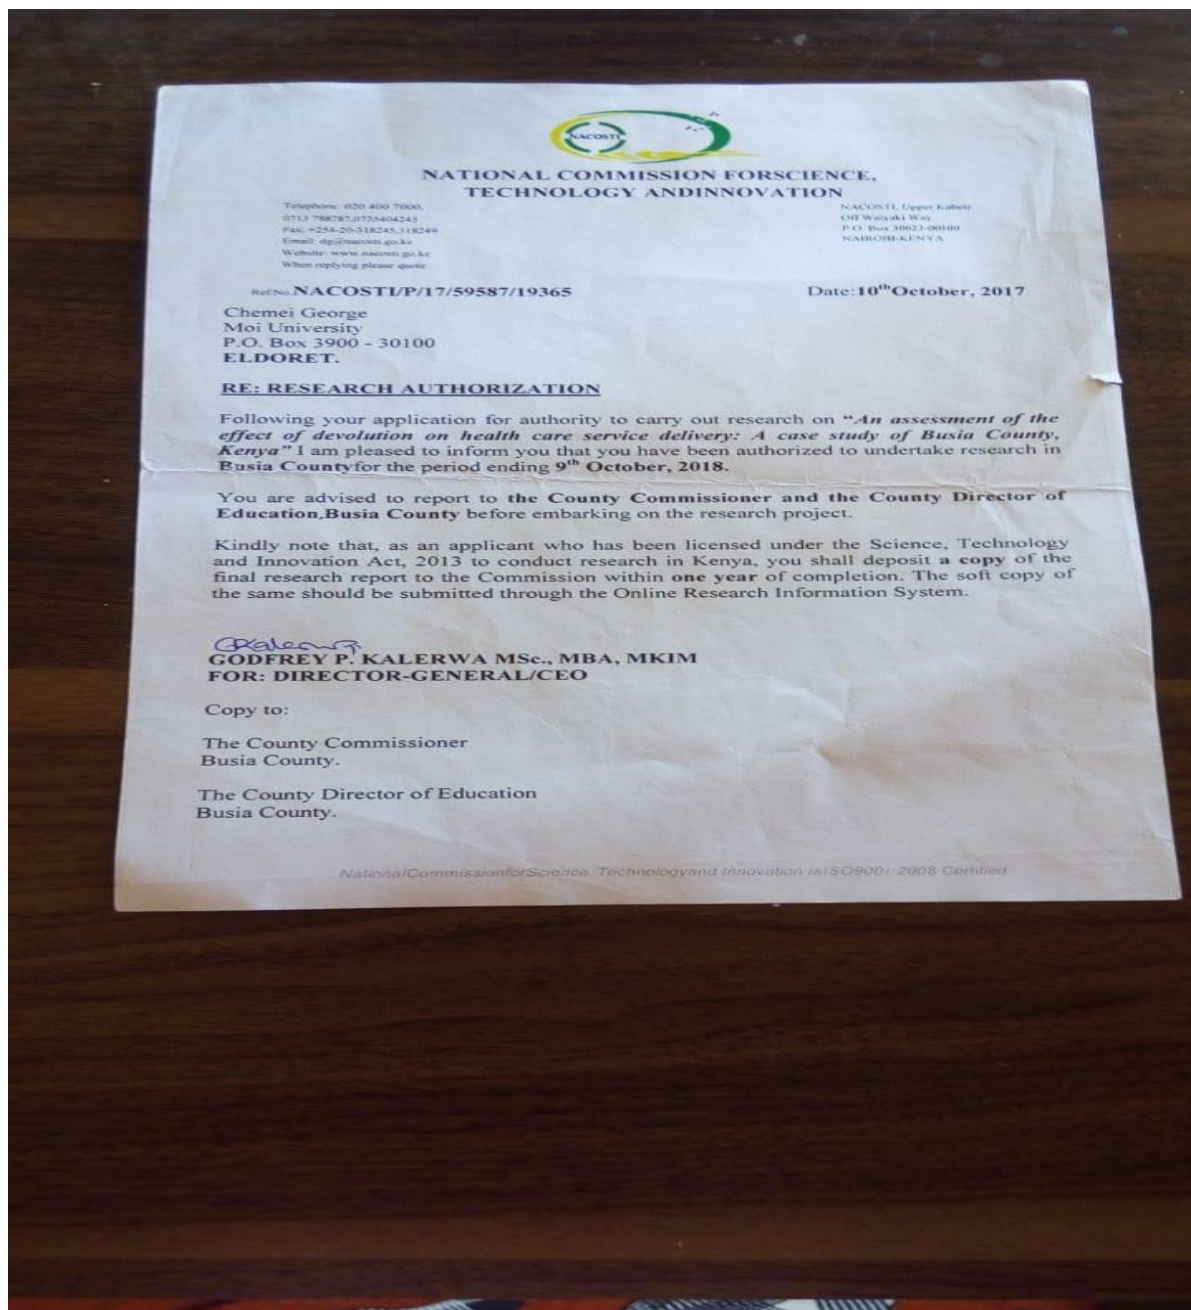 NACOSTI
NATIONAL COMMISSION FORSCIENCE,
TECHNOLOGY ANDINNOVATION
Telephone: 020 400 7000,
0713 788787,0735404245
Fax: +254-20-318245,318249
Email: dg@nacosti.go.ke
Website: www.nacosti.go.ke
When replying please quote
NACOSTI, Upper Kabete
Off Waiyaki Way
P.O. Box 30623-00100
NAIROBI-KENYA
Ref.No.NACOSTI/P/17/59587/19365
Date:10thOctober, 2017
Chemei George
Moi University
P.O. Box 3900 - 30100
ELDORET.
RE: RESEARCH AUTHORIZATION
Following your application for authority to carry out research on “An assessment of the
effect of devolution on health care service delivery: A case study of Busia County,
Kenya” I am pleased to inform you that you have been authorized to undertake research in
Busia Countyfor the period ending 9th October, 2018.
You are advised to report to the County Commissioner and the County Director of
Education,Busia County before embarking on the research project.
Kindly note that, as an applicant who has been licensed under the Science, Technology
and Innovation Act, 2013 to conduct research in Kenya, you shall deposit a copy of the
final research report to the Commission within one year of completion. The soft copy of
the same should be submitted through the Online Research Information System.
GPKalerwa
GODFREY P. KALERWA MSc., MBA, MKIM
FOR: DIRECTOR-GENERAL/CEO
Copy to:
The County Commissioner
Busia County.
The County Director of Education
Busia County.
NationalCommissionforScience, Technologyand Innovation isISO9001:2008 Certified